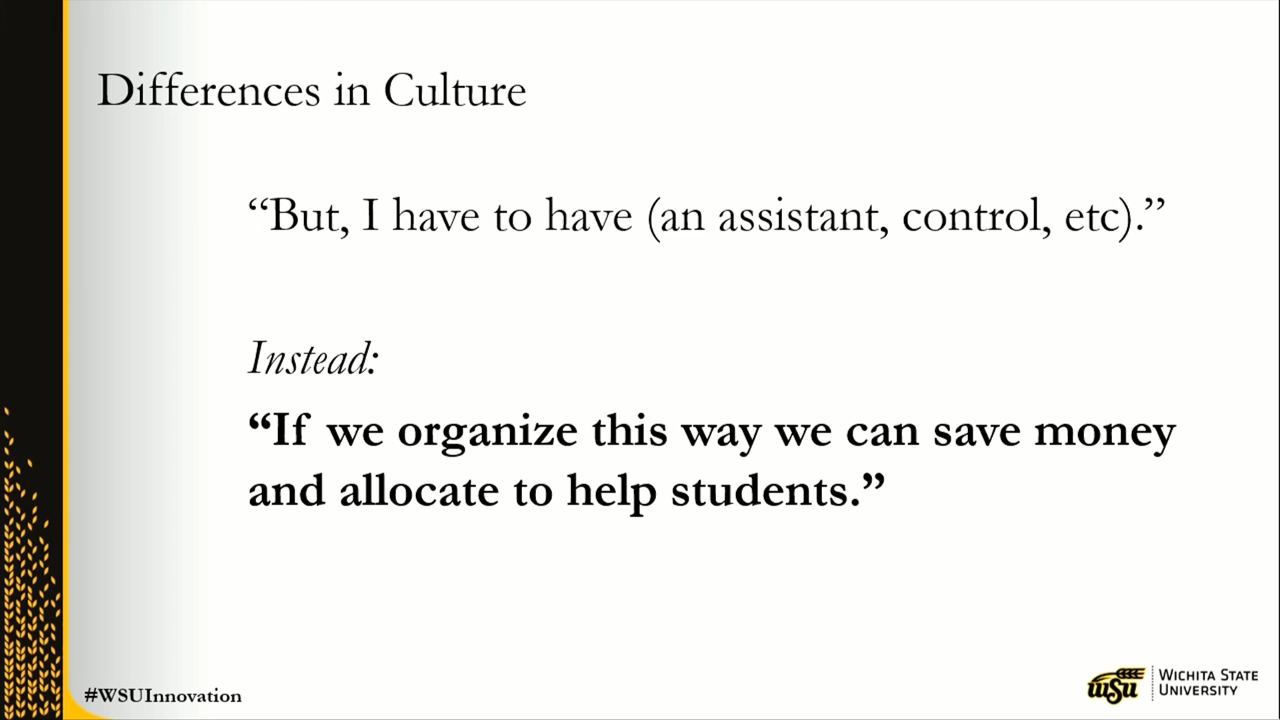 Differences in Culture
“But, I have to have (an assistant, control, etc).”
Instead:
“If we organize this way we can save money
and allocate to help students.”
#WSUInnovation
wsu
WICHITA STATE
UNIVERSITY